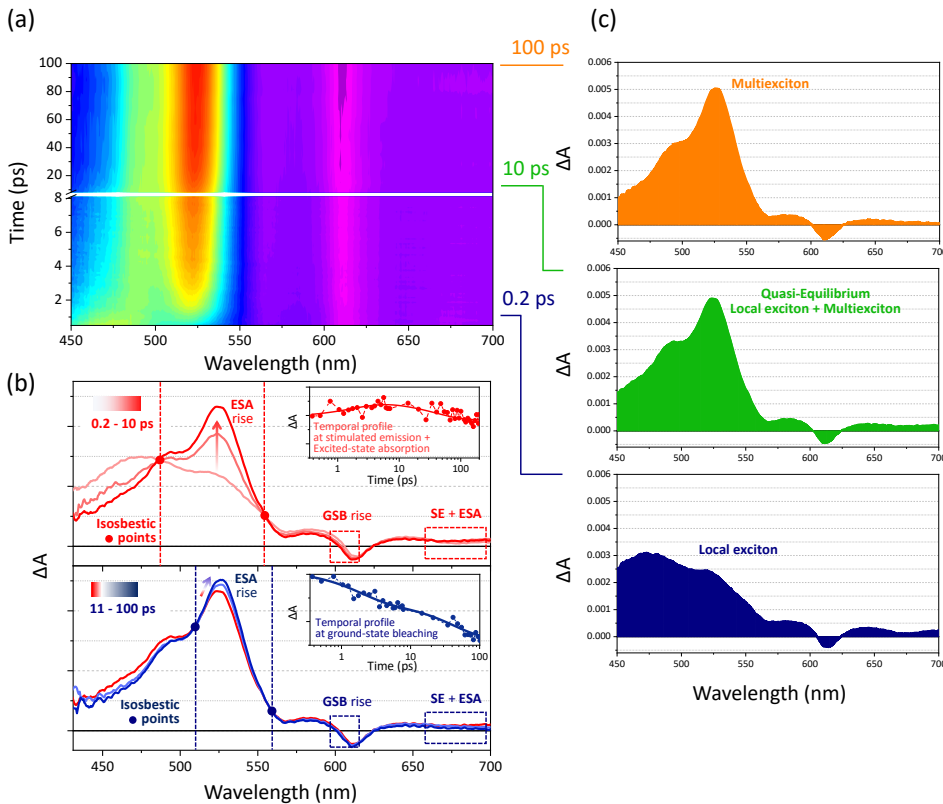 (a)
100
80
60
40
20
8
6
4
2
Time (ps)
450
500
550
600
650
700
Wavelength (nm)
100 ps
10 ps
0.2 ps
(b)
0.2 - 10 ps
ESA
rise
Isosbestic
points
GSB rise
SE + ESA
ΔA
Temporal profile
at stimulated emission +
Excited-state absorption
1
10
100
Time (ps)
ΔA
11 - 100 ps
ESA
rise
Isosbestic
points
GSB rise
SE + ESA
ΔA
Temporal profile
at ground-state bleaching
1
10
100
Time (ps)
450
500
550
600
650
700
Wavelength (nm)
(c)
0.006
0.005
0.004
0.003
0.002
0.001
0.000
ΔA
Multiexciton
450
500
550
600
650
700
0.006
0.005
0.004
0.003
0.002
0.001
0.000
ΔA
Quasi-Equilibrium
Local exciton + Multiexciton
450
500
550
600
650
700
0.006
0.005
0.004
0.003
0.002
0.001
0.000
ΔA
Local exciton
450
500
550
600
650
700
Wavelength (nm)